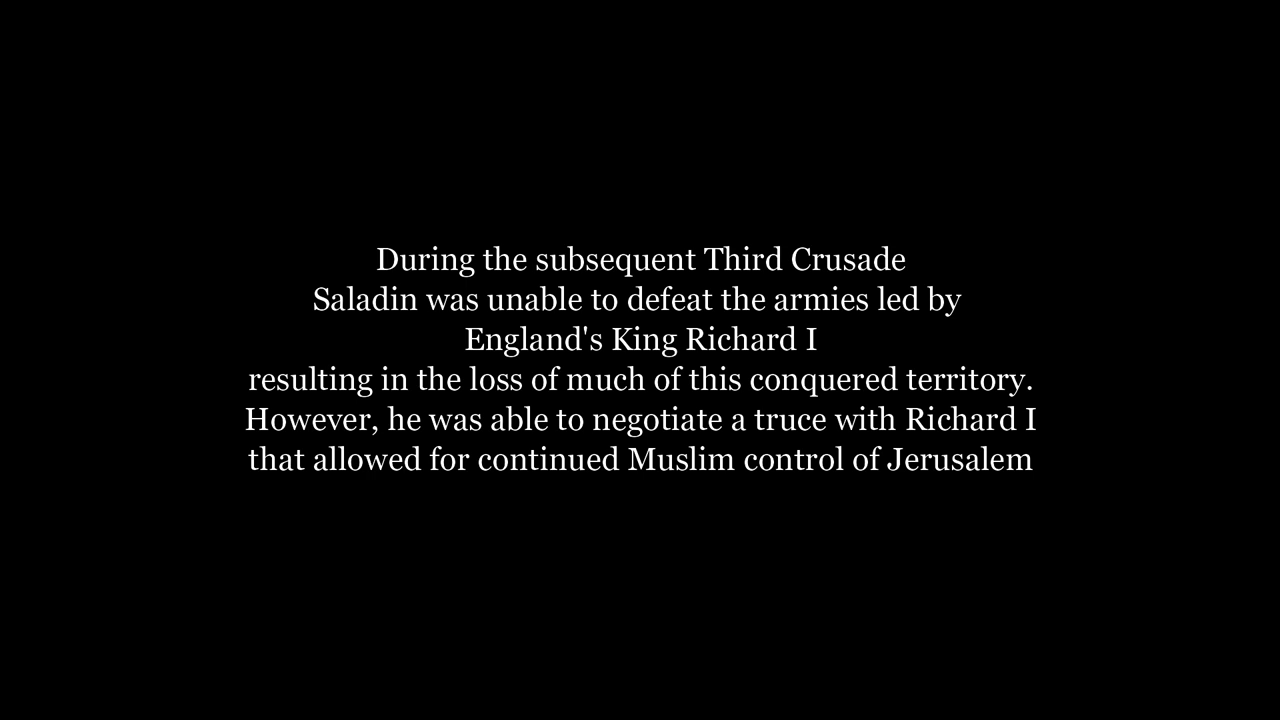 During the subsequent Third Crusade
Saladin was unable to defeat the armies led by
England's King Richard I
resulting in the loss of much of this conquered territory.
However, he was able to negotiate a truce with Richard I
that allowed for continued Muslim control of Jerusalem